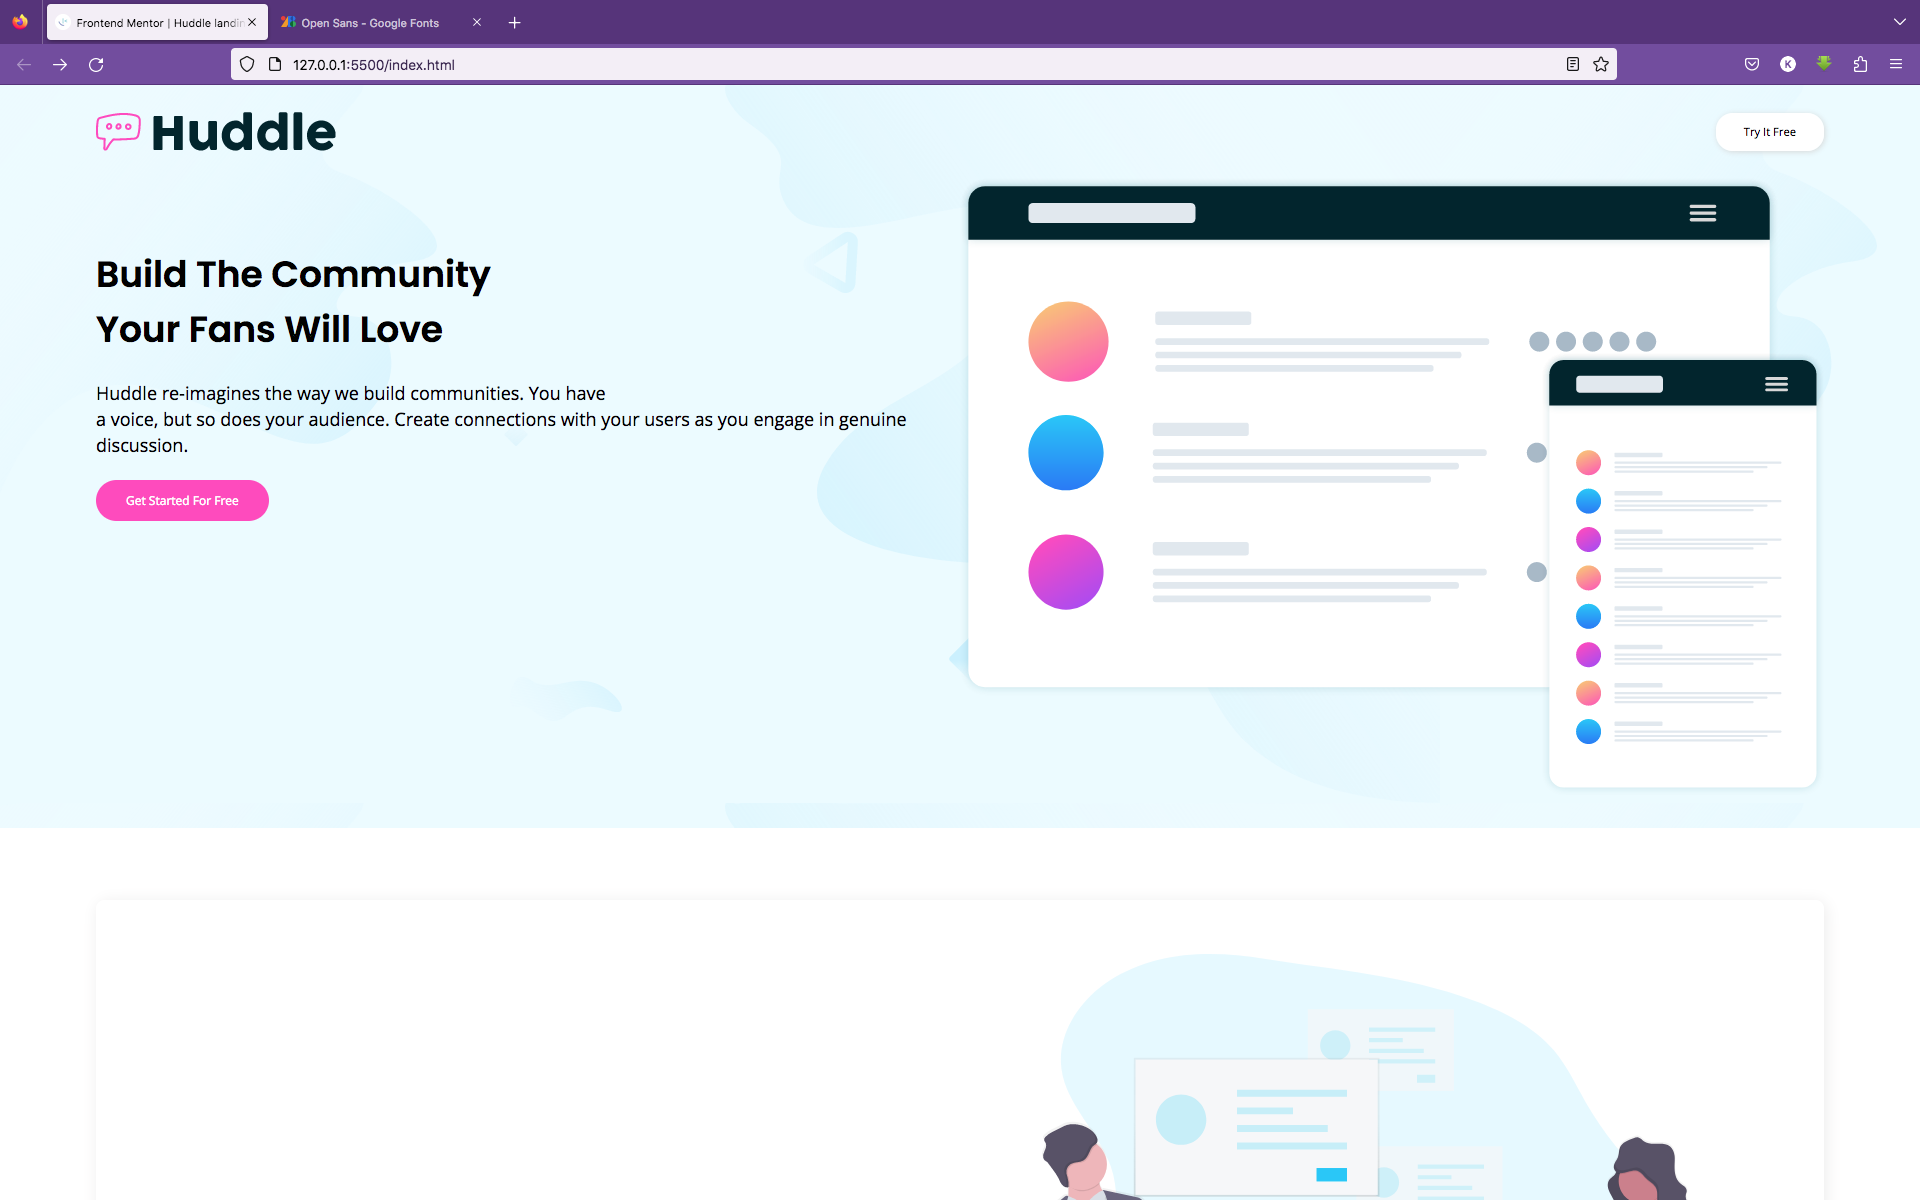 Frontend Mentor | Huddle landin
Open Sans - Google Fonts
127.0.0.1:5500/index.html
K
Huddle
Try It Free
Build The Community
Your Fans Will Love
Huddle re-imagines the way we build communities. You have
a voice, but so does your audience. Create connections with your users as you engage in genuine
discussion.
Get Started For Free